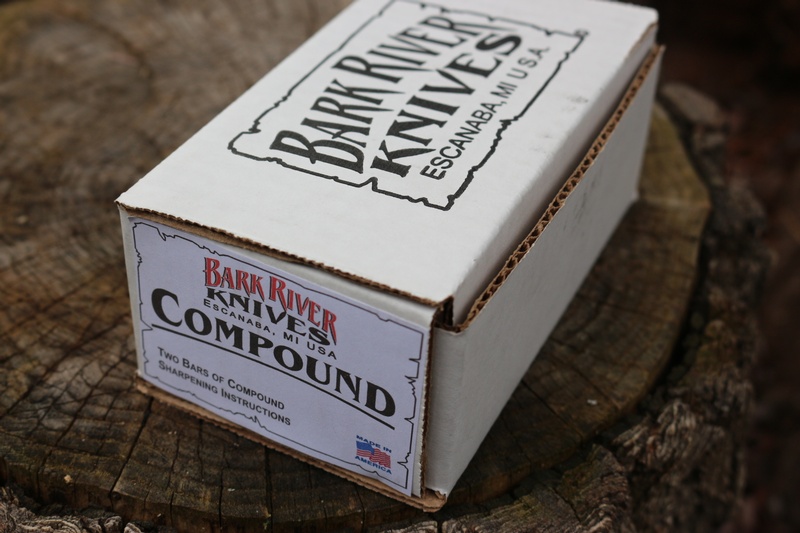 BARK RIVER
KNIVES
ESCANABA, MI U.S.A.
BARK RIVER
KNIVES
ESCANABA, MI USA
COMPOUND
TWO BARS OF COMPOUND
SHARPENING INSTRUCTIONS
MADE IN
AMERICA